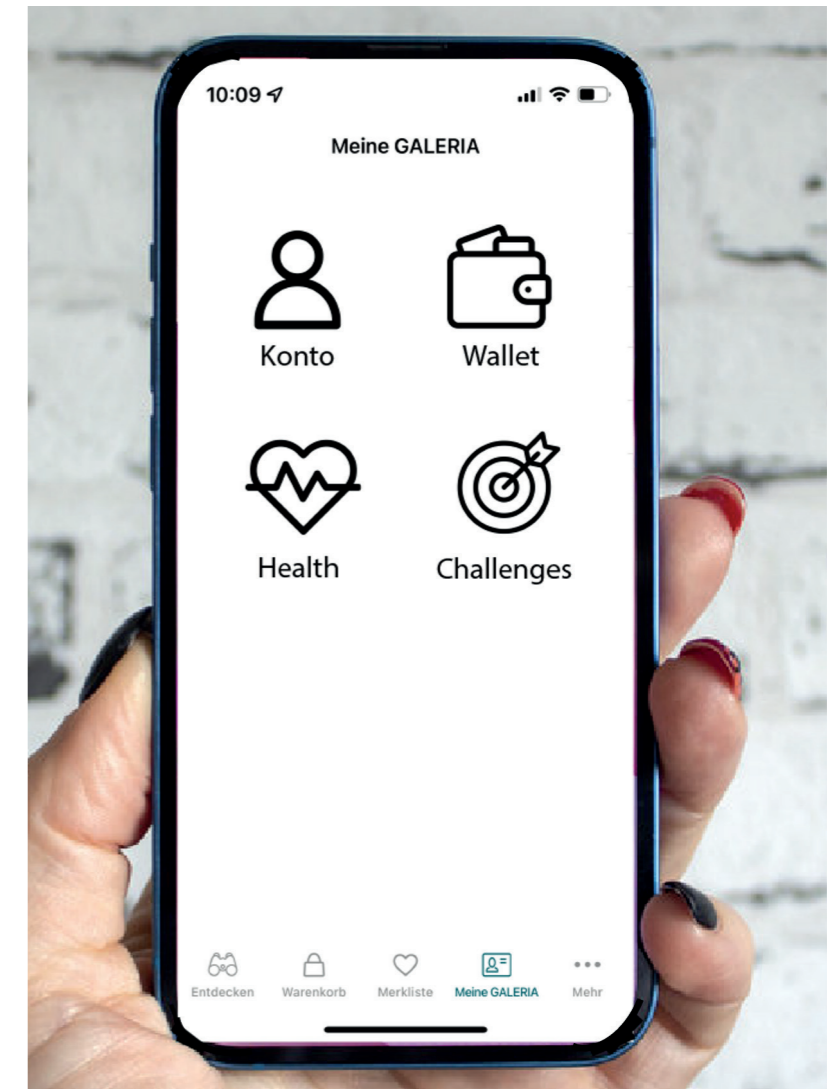 10:09
Meine GALERIA
Konto Wallet
Health Challenges
Entdecken Warenkorb Merkliste Meine GALERIA Mehr